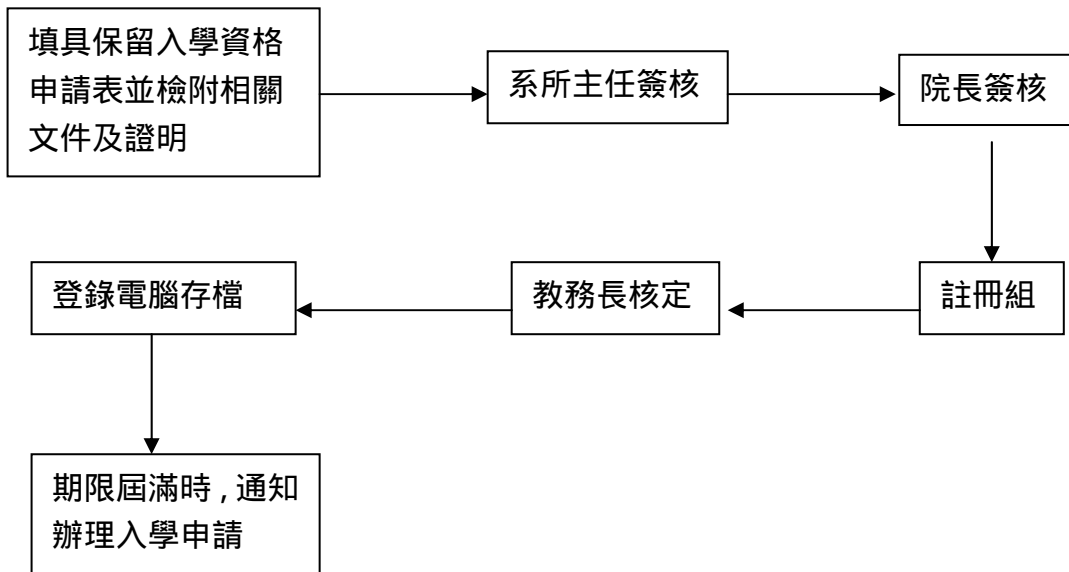 填具保留入學資格
申請表並檢附相關
文件及證明
系所主任簽核
院長簽核
註冊組
教務長核定
登錄電腦存檔
期限屆滿時 , 通知
辦理入學申請